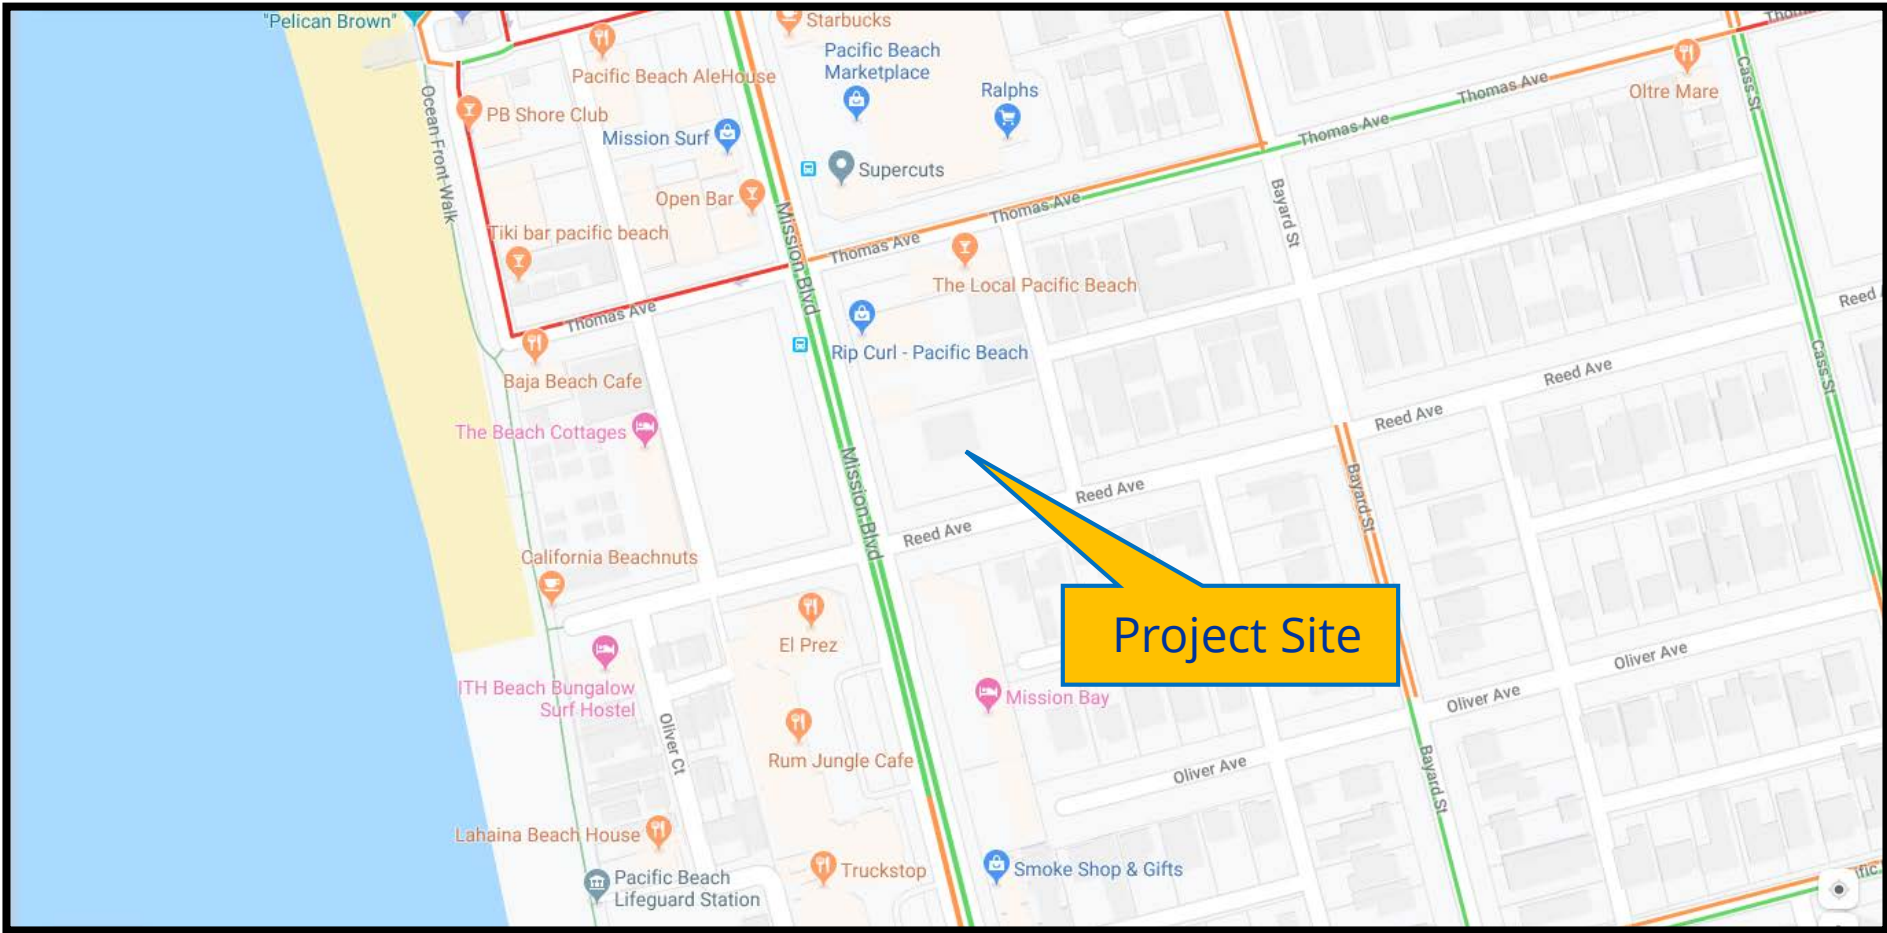 "Pelican Brown"
Starbucks
Thomas
Pacific Beach AleHouse
Pacific Beach
Marketplace
Ralphs
Oltre Mare
Cass St
Thomas Ave
Thomas Ave
PB Shore Club
Mission Surf
Supercuts
Ocean Front Walk
Open Bar
Mission Blvd
Thomas Ave
Thomas Ave
Bayard St
Tiki bar pacific beach
The Local Pacific Beach
Reed
Thomas Ave
Rip Curl - Pacific Beach
Baja Beach Cafe
Reed Ave
Cass St
Reed Ave
The Beach Cottages
Mission Blvd
Reed Ave
Bayard St
Reed Ave
California Beachnuts
El Prez
Project Site
Oliver Ave
ITH Beach Bungalow
Surf Hostel
Mission Bay
Oliver Ave
Oliver Ct
Rum Jungle Cafe
Oliver Ave
Bayard St
Lahaina Beach House
Truckstop
Smoke Shop & Gifts
Pacific Beach
Lifeguard Station